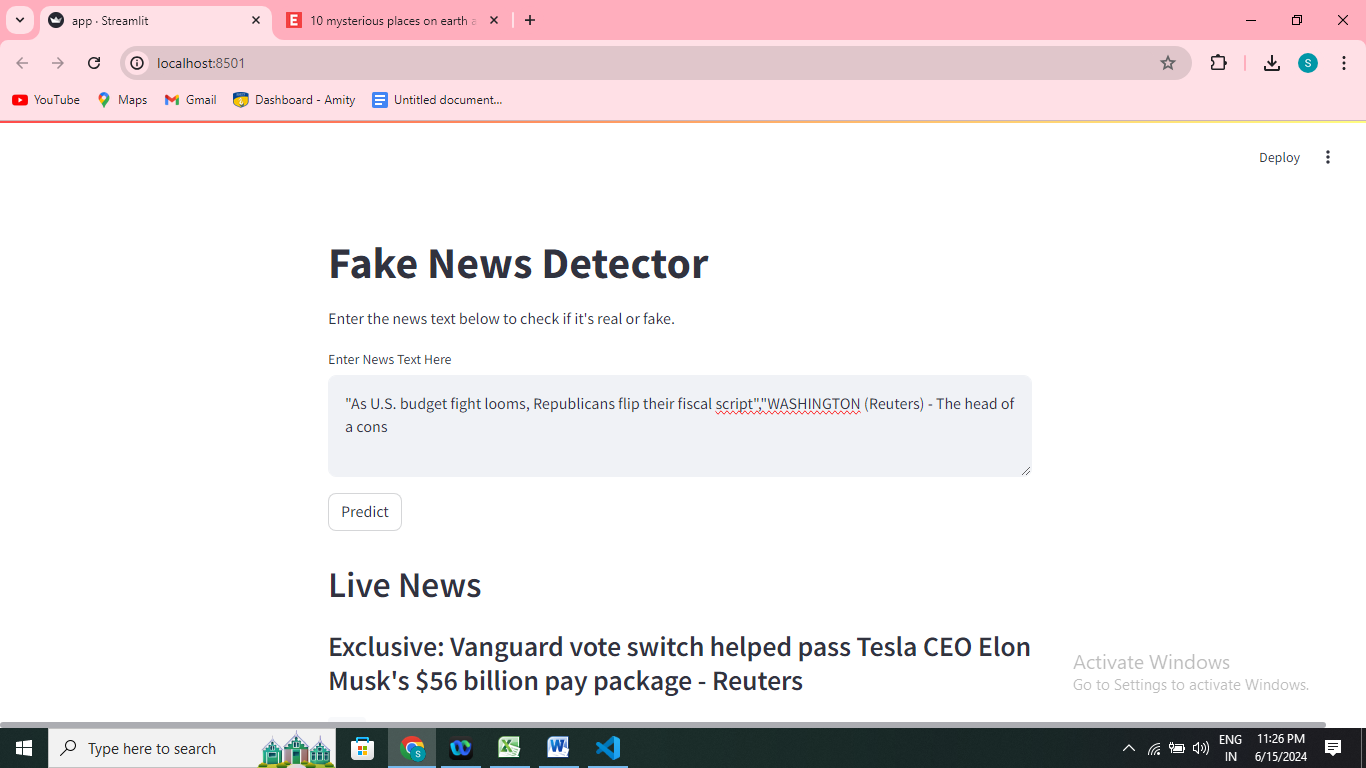 app · Streamlit
10 mysterious places on earth a
localhost:8501
S
YouTube
Maps
Gmail
Dashboard - Amity
Untitled document...
Deploy
Fake News Detector
Enter the news text below to check if it's real or fake.
Enter News Text Here
"As U.S. budget fight looms, Republicans flip their fiscal script","WASHINGTON (Reuters) - The head of
a cons
Predict
Live News
Exclusive: Vanguard vote switch helped pass Tesla CEO Elon
Musk's $56 billion pay package - Reuters
Activate Windows
Go to Settings to activate Windows.
Type here to search
ENG
IN
11:26 PM
6/15/2024